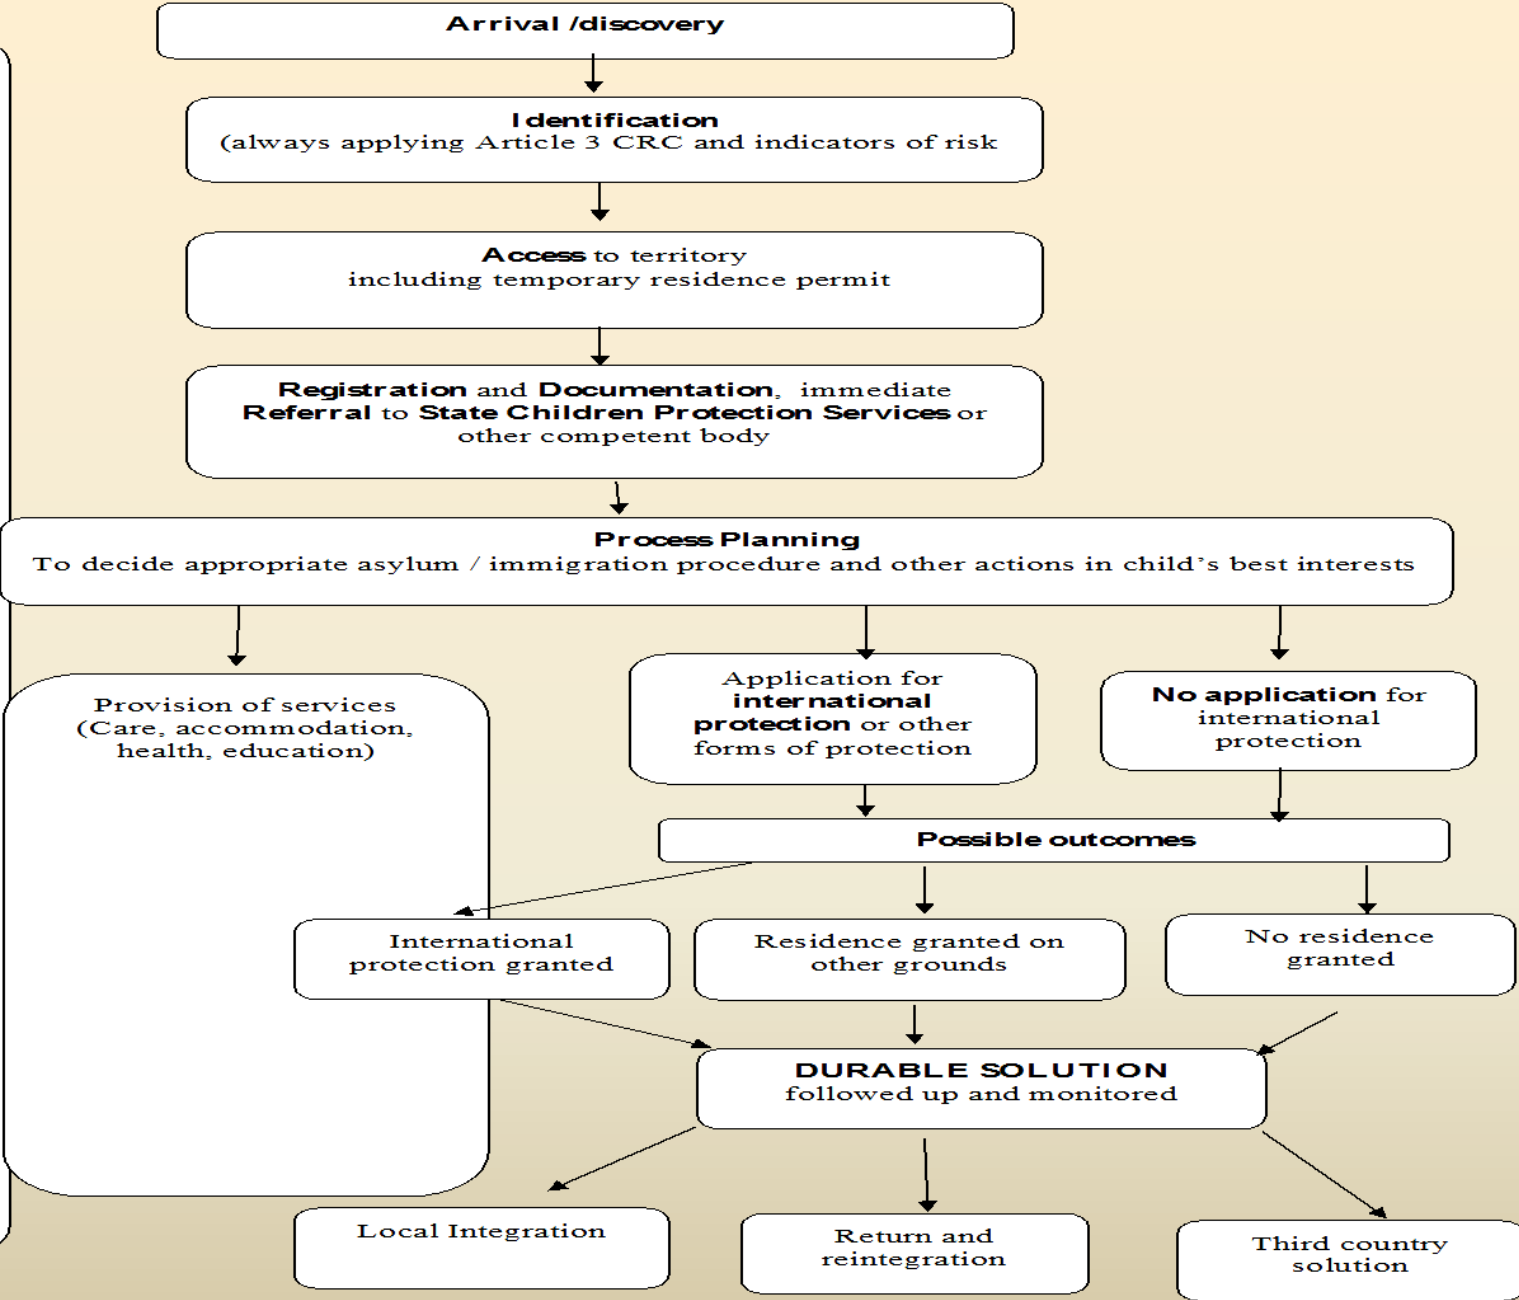 Arrival /discovery
Identification
(always applying Article 3 CRC and indicators of risk
Access to territory
including temporary residence permit
Registration and Documentation, immediate
Referral to State Children Protection Services or
other competent body
Process Planning
To decide appropriate asylum / immigration procedure and other actions in child's best interests
Provision of services
(Care, accommodation,
health, education)
Application for
international
protection or other
forms of protection
No application for
international
protection
Possible outcomes
International
protection granted
Residence granted on
other grounds
No residence
granted
DURABLE SOLUTION
followed up and monitored
Local Integration
Return and
reintegration
Third country
solution